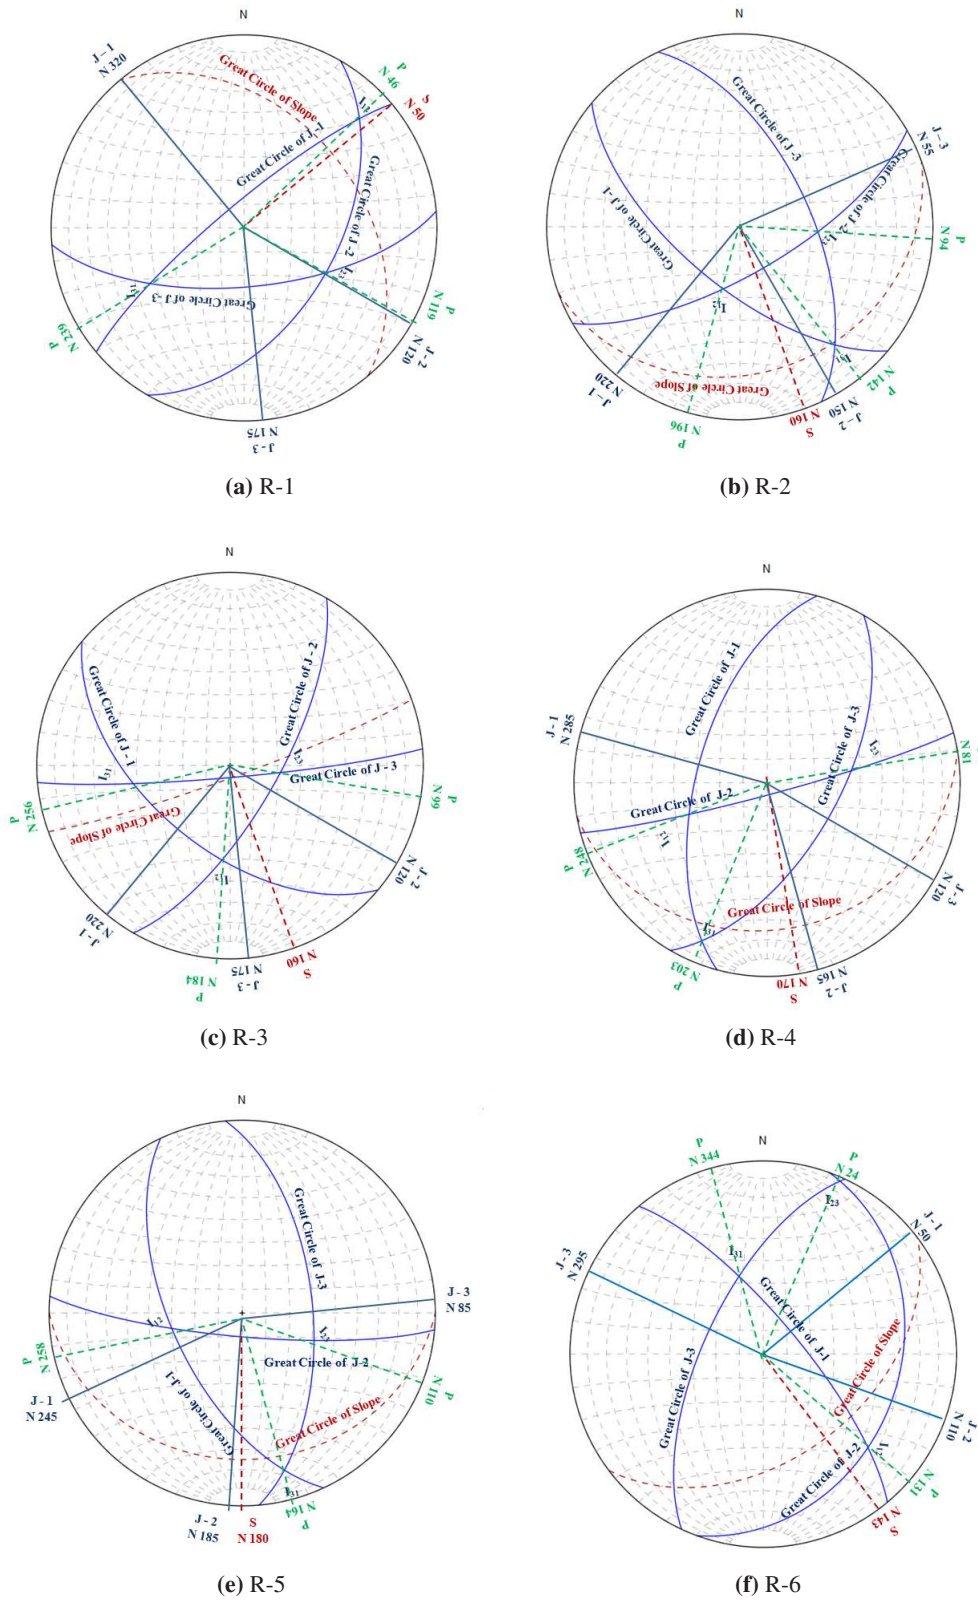 N
J – 1
N 320
Great Circle of Slope
P
N 46
S
N 50
I₁₂
Great Circle of J -1
Great Circle of J -2
I₂₃
I₃₁
Great Circle of J -3
P
N 239
P
N 119
J – 2
N 120
N 175
J – 3
(a) R-1
N
Great Circle of J -3
J – 3
N 55
Great Circle of J -2
I₂₃
P
N 94
Great Circle of J -1
I₁₂
I₃₁
Great Circle of Slope
N 220
J – 1
N 196
P
N 160
S
N 150
J – 2
N 142
P
(b) R-2
N
Great Circle of J - 1
Great Circle of J - 2
I₃₁
I₂₃
Great Circle of J - 3
P
N 256
P
N 99
Great Circle of Slope
I₁₂
N 120
J – 2
N 220
J – 1
N 184
P
N 175
J – 3
N 160
S
(c) R-3
N
Great Circle of J-1
J – 1
N 285
Great Circle of J-3
I₂₃
N 81
Great Circle of J-2
I₁₂
P
N 248
Great Circle of Slope
I₃₁
N 120
J – 3
N 203
P
N 170
S
N 165
J – 2
(d) R-4
N
Great Circle of J-3
J - 3
N 85
I₁₂
I₂₃
P
N 258
Great Circle of J-2
Great Circle of J-1
J - 1
N 245
P
N 110
Great Circle of Slope
I₃₁
N 164
P
J - 2
N 185
S
N 180
(e) R-5
N
P
N 344
P
N 24
I₂₃
J – 1
N 50
I₃₁
J - 3
N 295
Great Circle of J-1
Great Circle of Slope
Great Circle of J-3
Great Circle of J-2
I₁₂
J - 2
N 110
N 131
P
N 143
S
(f) R-6